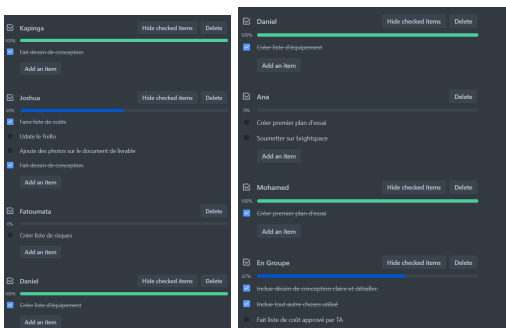 Kapinga Hide checked items Delete
100%
Fait dessin de conception
Add an item
Joshua Hide checked items Delete
50%
Faire liste de coûts
Udate le Trello
Ajoute des photos sur le document de livrable
Fait dessin de conception
Add an item
Fatoumata Delete
0%
Créer liste de risques
Add an item
Daniel Hide checked items Delete
100%
Créer liste d'équipement
Add an item
Daniel Hide checked items Delete
100%
Créer liste d'équipement
Add an item
Ana Delete
0%
Créer premier plan d'essai
Soumetter sur brightspace
Add an item
Mohamed Hide checked items Delete
100%
Créer premier plan d'essai
Add an item
En Groupe Hide checked items Delete
67%
Inclue déssin de conception claire et détailler.
Inclue tout autre choses utilisé
Fait liste de coût apprové par TA